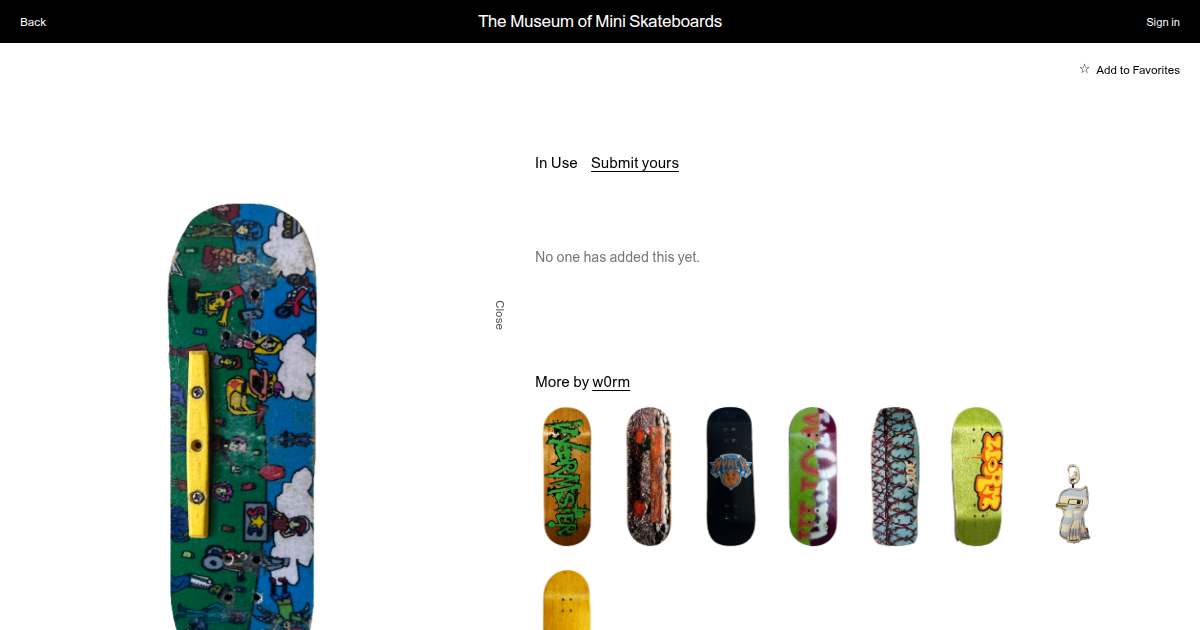 Back
The Museum of Mini Skateboards
Sign in
☆ Add to Favorites
In Use Submit yours
No one has added this yet.
Close
More by w0rm